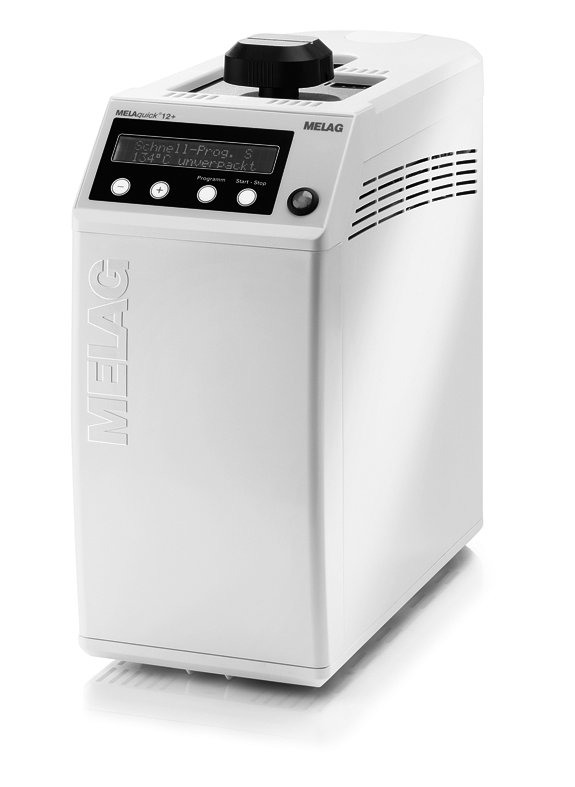 MELAquick® 12+
MELAG
Schnell-Prog. S
134°C unverpackt
Programm
Start - Stop
−
+
MELAG